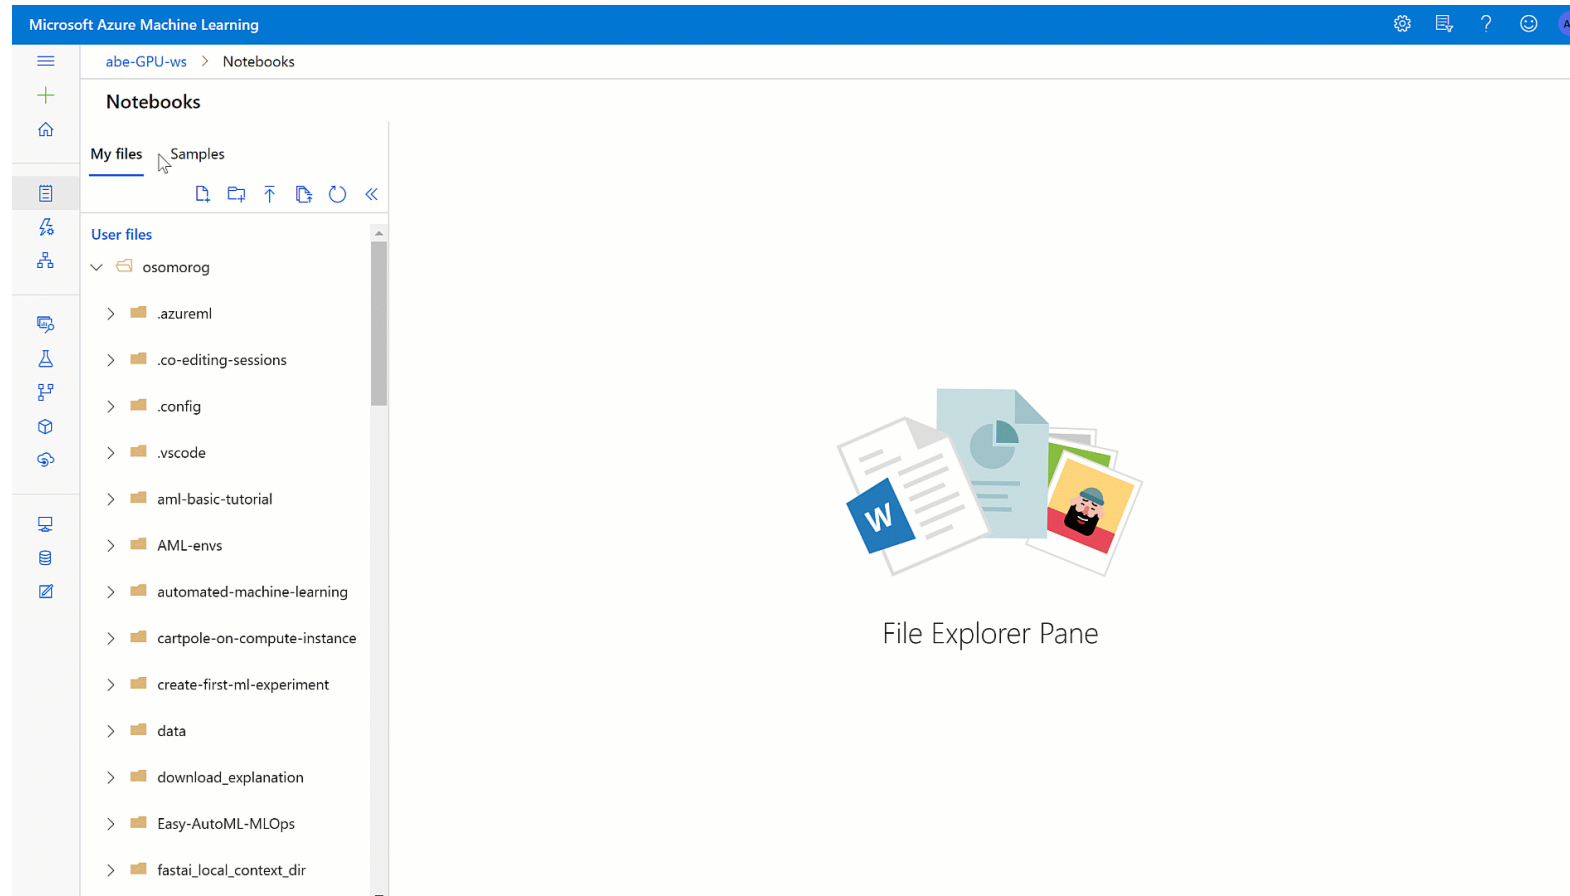 Microsoft Azure Machine Learning
abe-GPU-ws > Notebooks
Notebooks
My files Samples
User files
osomorog
.azureml
.co-editing-sessions
.config
.vscode
aml-basic-tutorial
AML-envs
automated-machine-learning
cartpole-on-compute-instance
create-first-ml-experiment
data
download_explanation
Easy-AutoML-MLOps
fastai_local_context_dir
W
File Explorer Pane